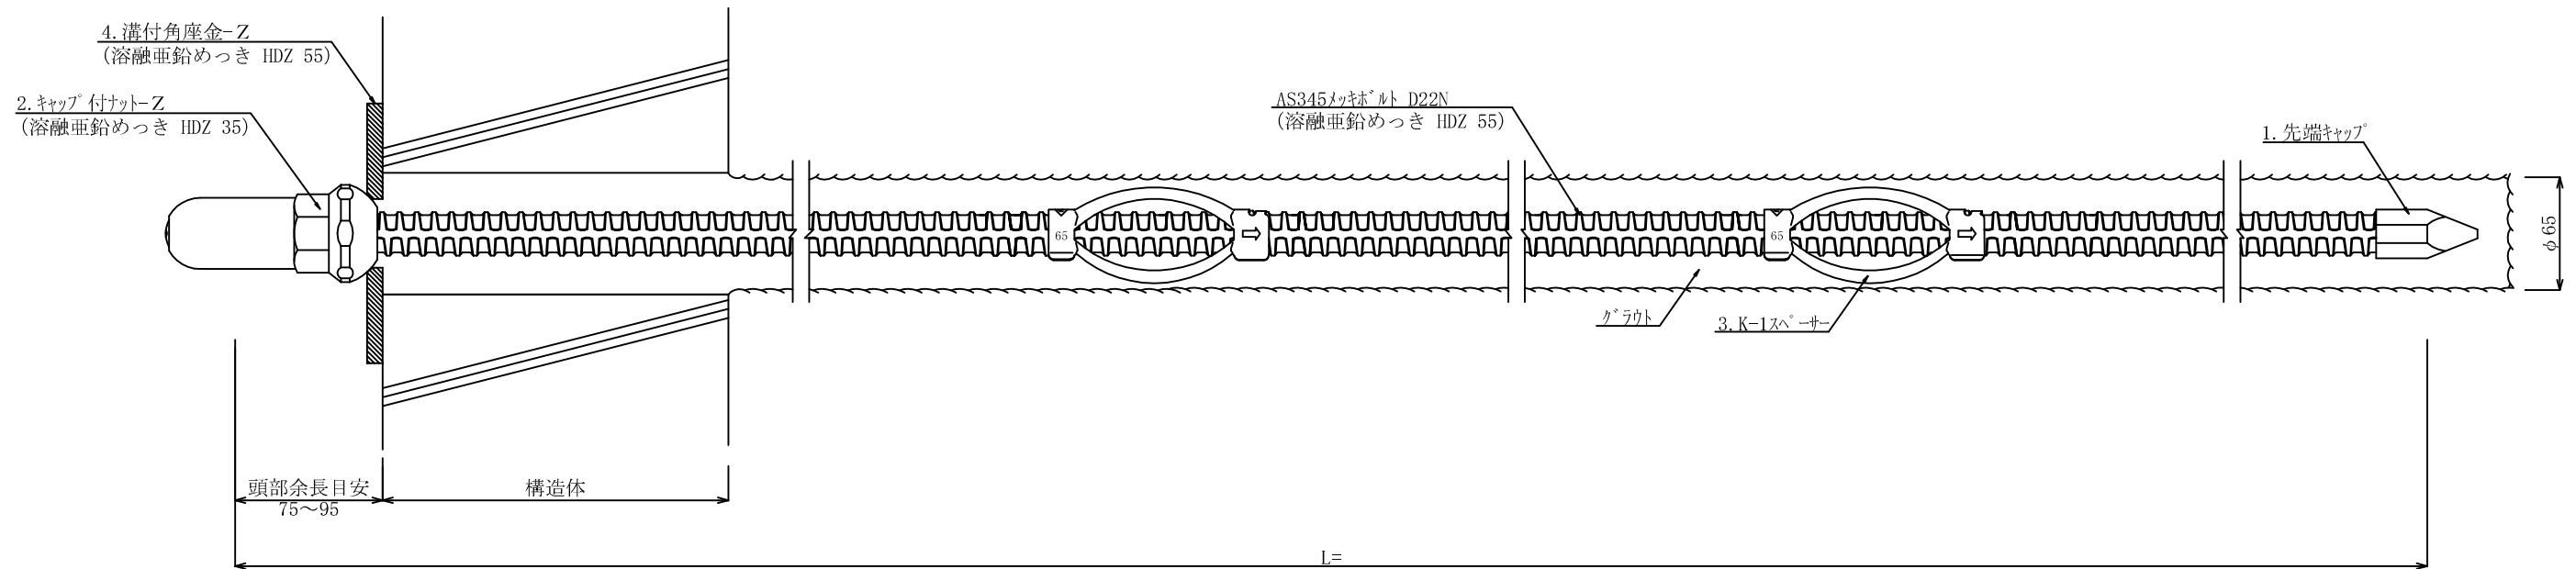 4.溝付角座金-Z
(溶融亜鉛めっき HDZ 55)
2.ｷｬｯﾌﾟ付ﾅｯﾄ-Z
(溶融亜鉛めっき HDZ 35)
AS345ﾒｯｷﾎﾞﾙﾄ D22N
(溶融亜鉛めっき HDZ 55)
1.先端ｷｬｯﾌﾟ
65
65
φ65
ｸﾞﾗｳﾄ
3.K-1ｽﾍﾟｰｻｰ
頭部余長目安
75～95
構造体
L=